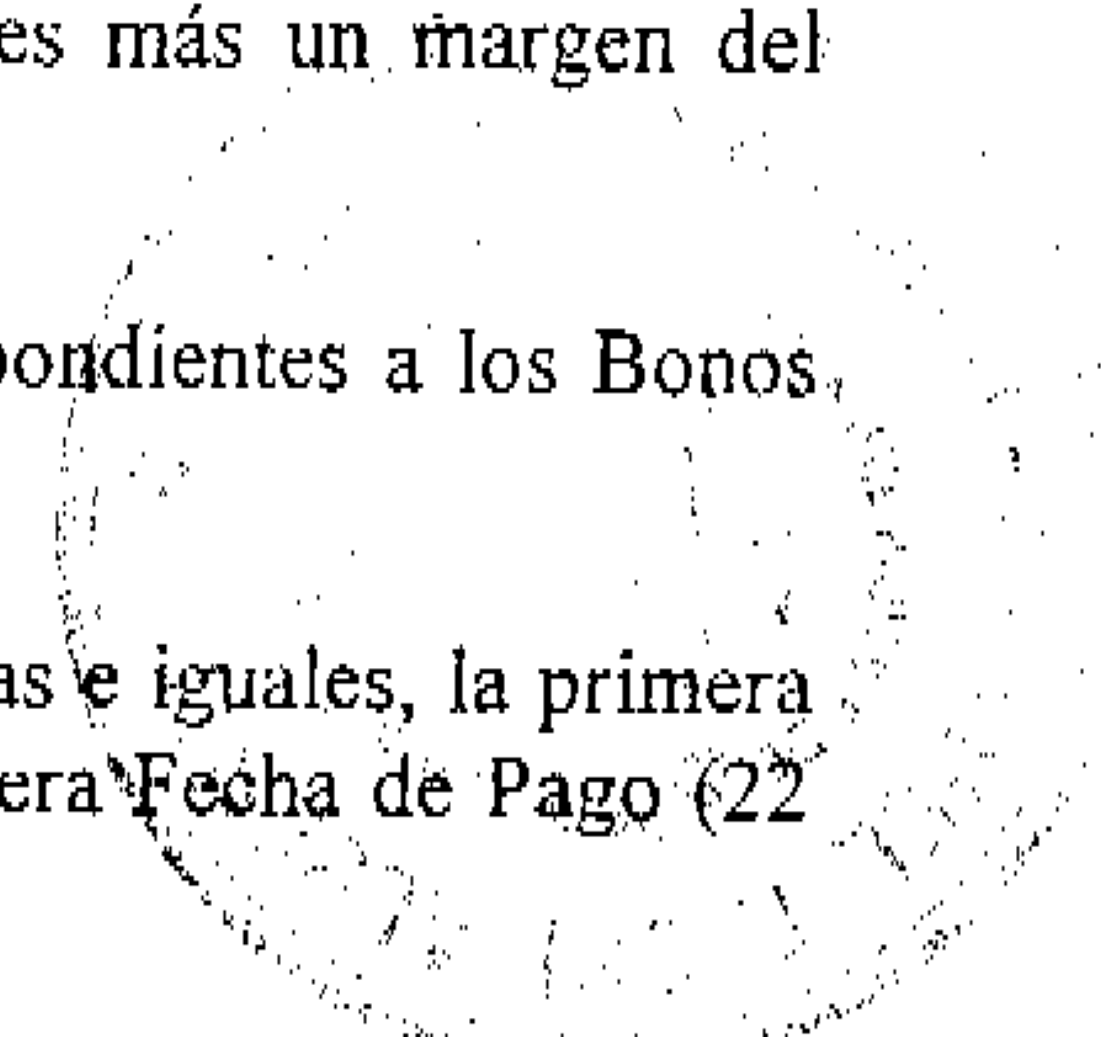 es más un margen del
pondientes a los Bonos
as e iguales, la primera
era Fecha de Pago (22